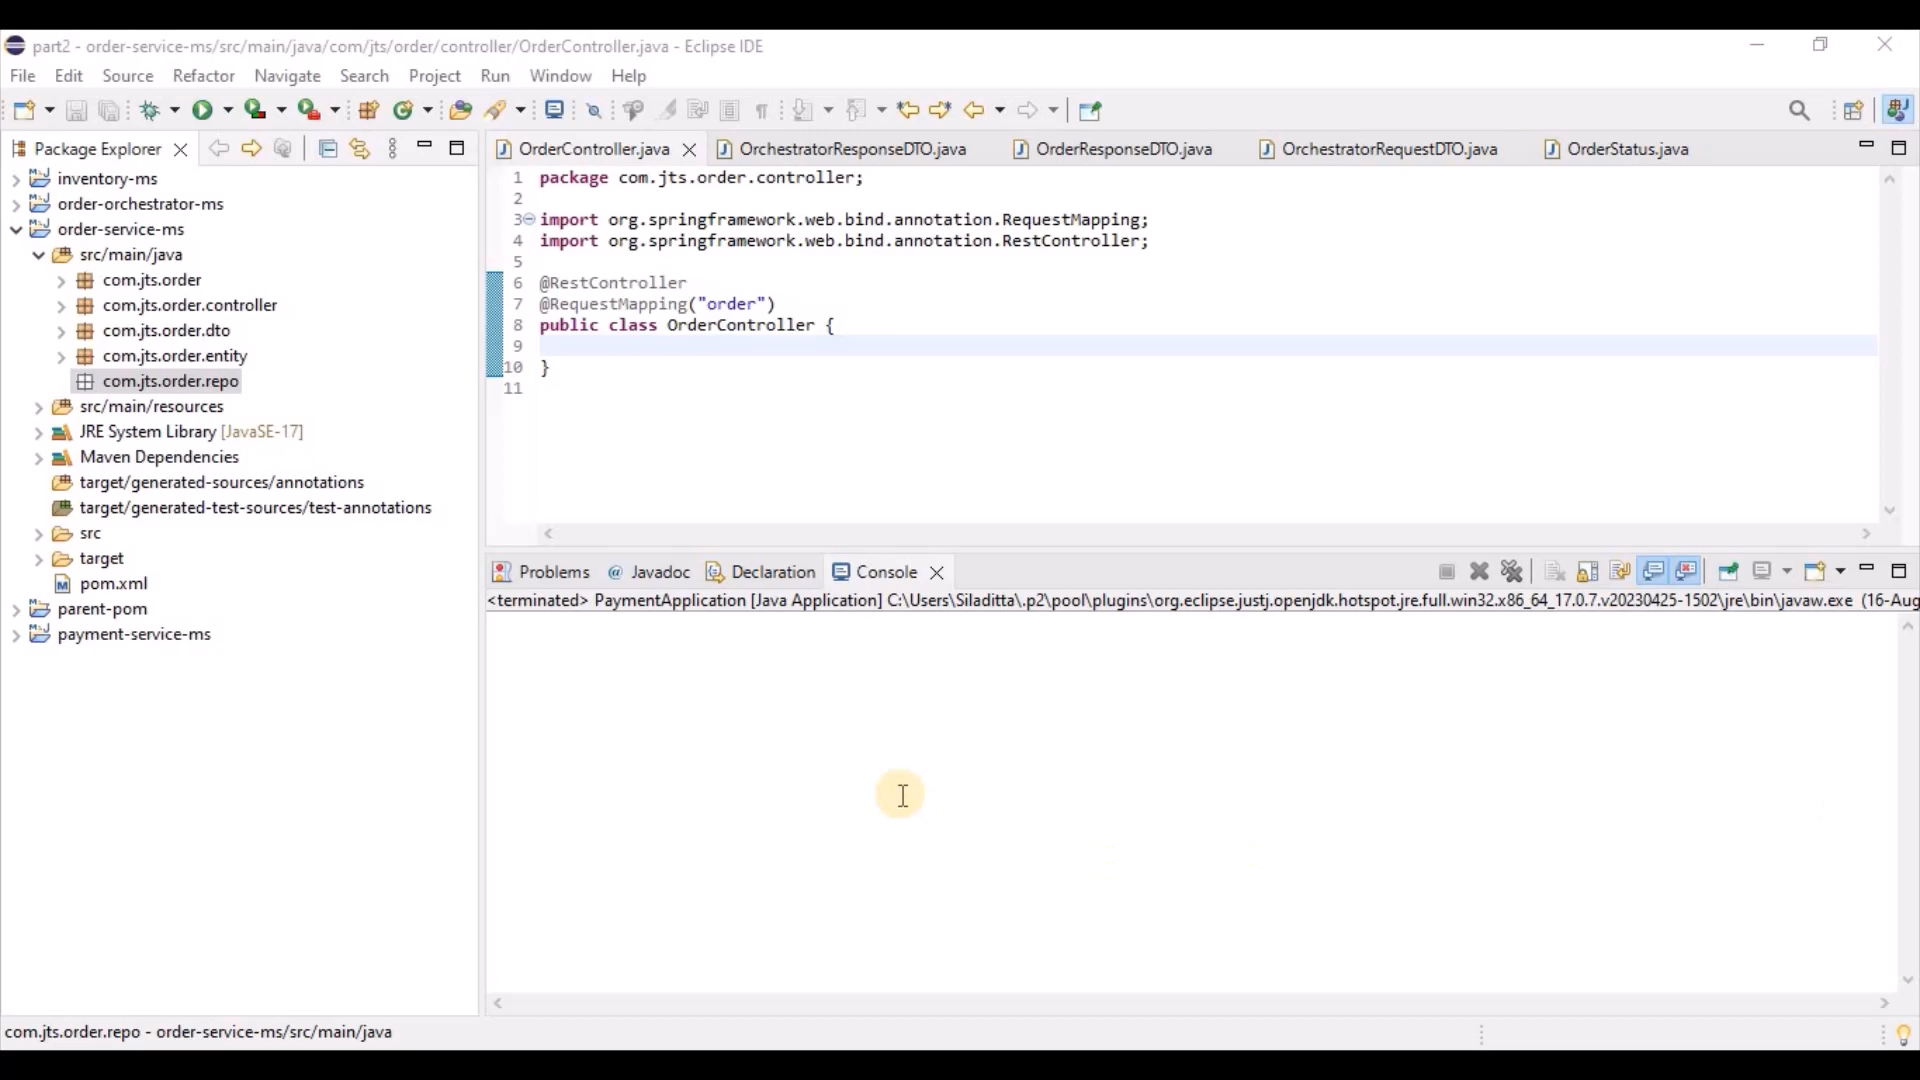 part2 - order-service-ms/src/main/java/com/jts/order/controller/OrderController.java - Eclipse IDE
File Edit Source Refactor Navigate Search Project Run Window Help
Package Explorer
inventory-ms
order-orchestrator-ms
order-service-ms
src/main/java
com.jts.order
com.jts.order.controller
com.jts.order.dto
com.jts.order.entity
com.jts.order.repo
src/main/resources
JRE System Library [JavaSE-17]
Maven Dependencies
target/generated-sources/annotations
target/generated-test-sources/test-annotations
src
target
pom.xml
parent-pom
payment-service-ms
OrderController.java OrchestratorResponseDTO.java OrderResponseDTO.java OrchestratorRequestDTO.java OrderStatus.java
1 package com.jts.order.controller;
2
3 import org.springframework.web.bind.annotation.RequestMapping;
4 import org.springframework.web.bind.annotation.RestController;
5
6 @RestController
7 @RequestMapping("order")
8 public class OrderController {
9
10 }
11
Problems @ Javadoc Declaration Console
<terminated> PaymentApplication [Java Application] C:\Users\Siladitta\.p2\pool\plugins\org.eclipse.justj.openjdk.hotspot.jre.full.win32.x86_64_17.0.7.v20230425-1502\jre\bin\javaw.exe (16-Aug
com.jts.order.repo - order-service-ms/src/main/java